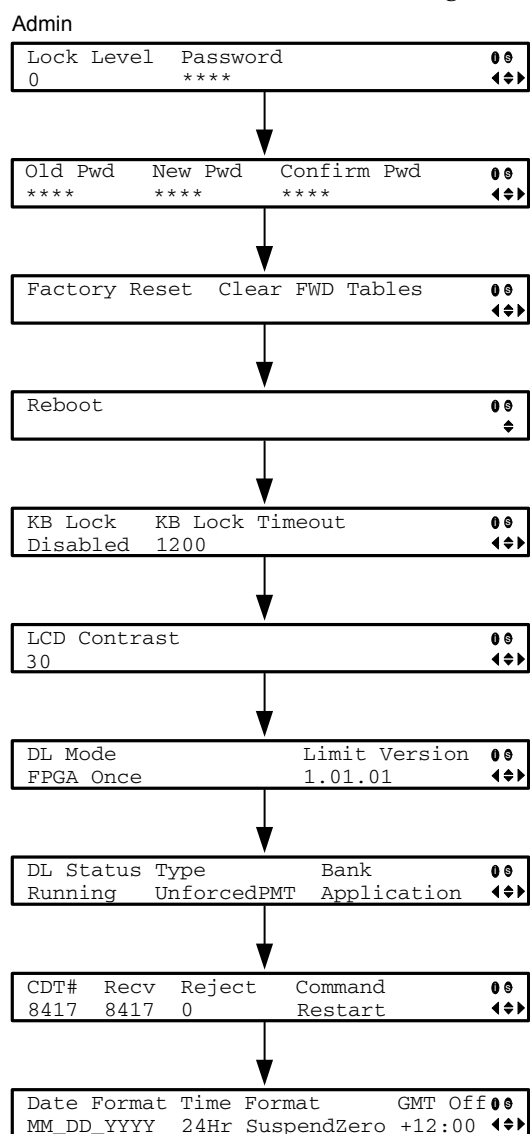 Admin
Lock Level Password
0 ****
Old Pwd New Pwd Confirm Pwd
**** **** ****
Factory Reset Clear FWD Tables
Reboot
KB Lock KB Lock Timeout
Disabled 1200
LCD Contrast
30
DL Mode Limit Version
FPGA Once 1.01.01
DL Status Type Bank
Running UnforcedPMT Application
CDT# Recv Reject Command
8417 8417 0 Restart
Date Format Time Format GMT Off
MM_DD_YYYY 24Hr SuspendZero +12:00